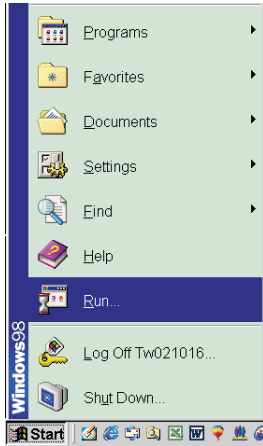 Programs
Favorites
Documents
Settings
Find
Help
Run...
Log Off Tw021016...
Shut Down...
Windows98
Start